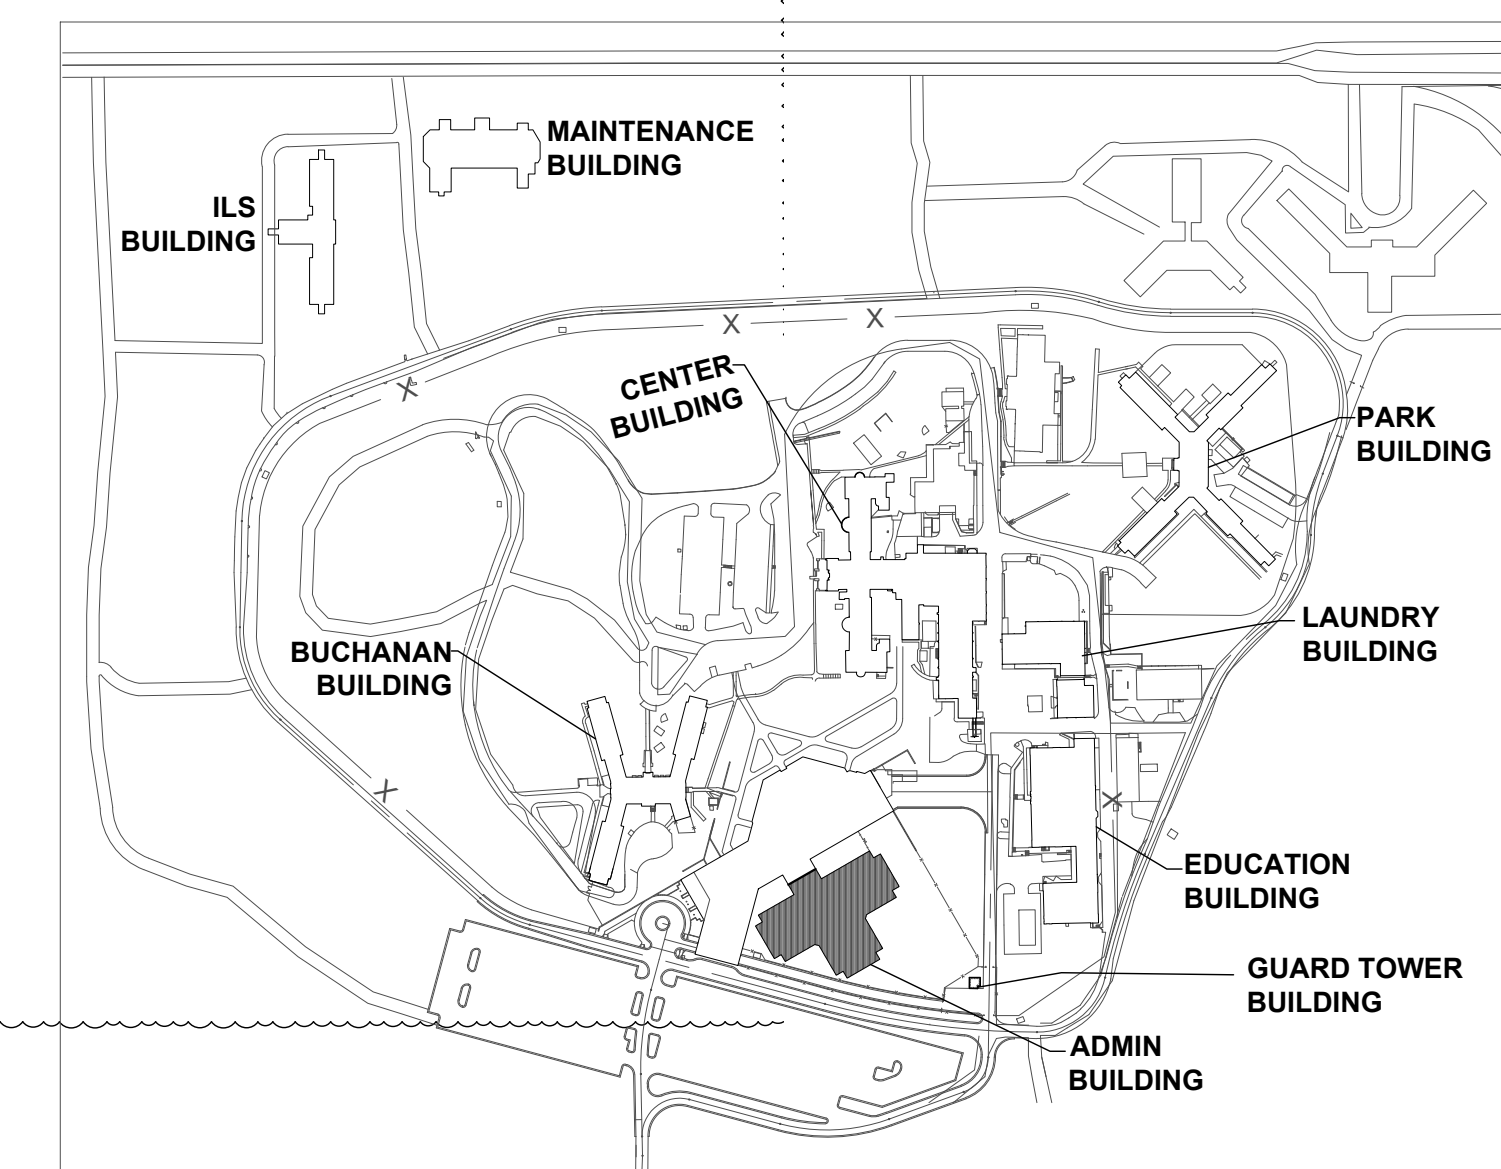 MAINTENANCE
BUILDING
ILS
BUILDING
X
X
X
CENTER
BUILDING
PARK
BUILDING
LAUNDRY
BUILDING
BUCHANAN
BUILDING
X
X
EDUCATION
BUILDING
GUARD TOWER
BUILDING
ADMIN
BUILDING